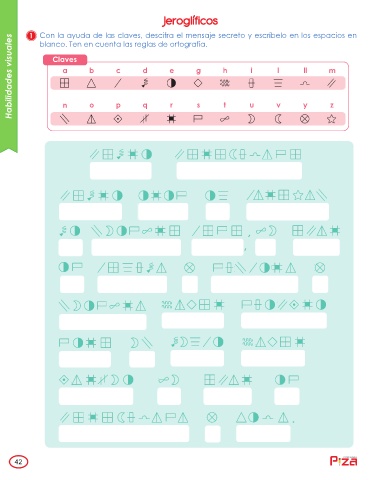 jeroglíficos
Habilidades visuales
1 Con la ayuda de las claves, descifra el mensaje secreto y escríbelo en los espacios en
blanco. Ten en cuenta las reglas de ortografía.
Claves
a b c d e g h i l ll m
n o p q r s t u v y z
42